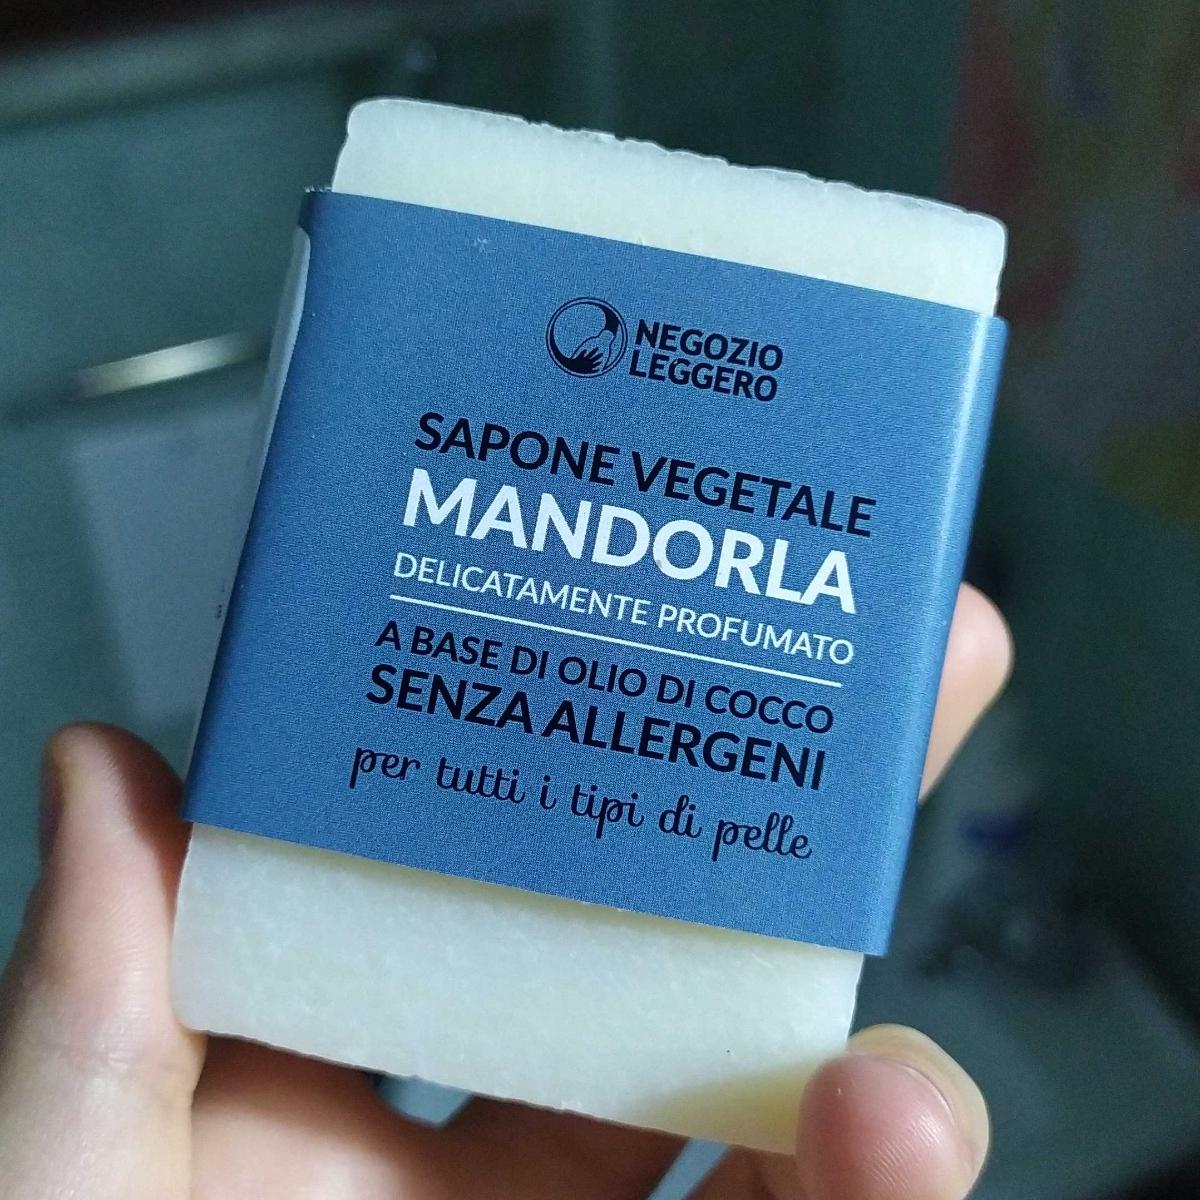 NEGOZIO
LEGGERO
SAPONE VEGETALE
MANDORLA
DELICATAMENTE PROFUMATO
A BASE DI OLIO DI COCCO
SENZA ALLERGENI
per tutti i tipi di pelle